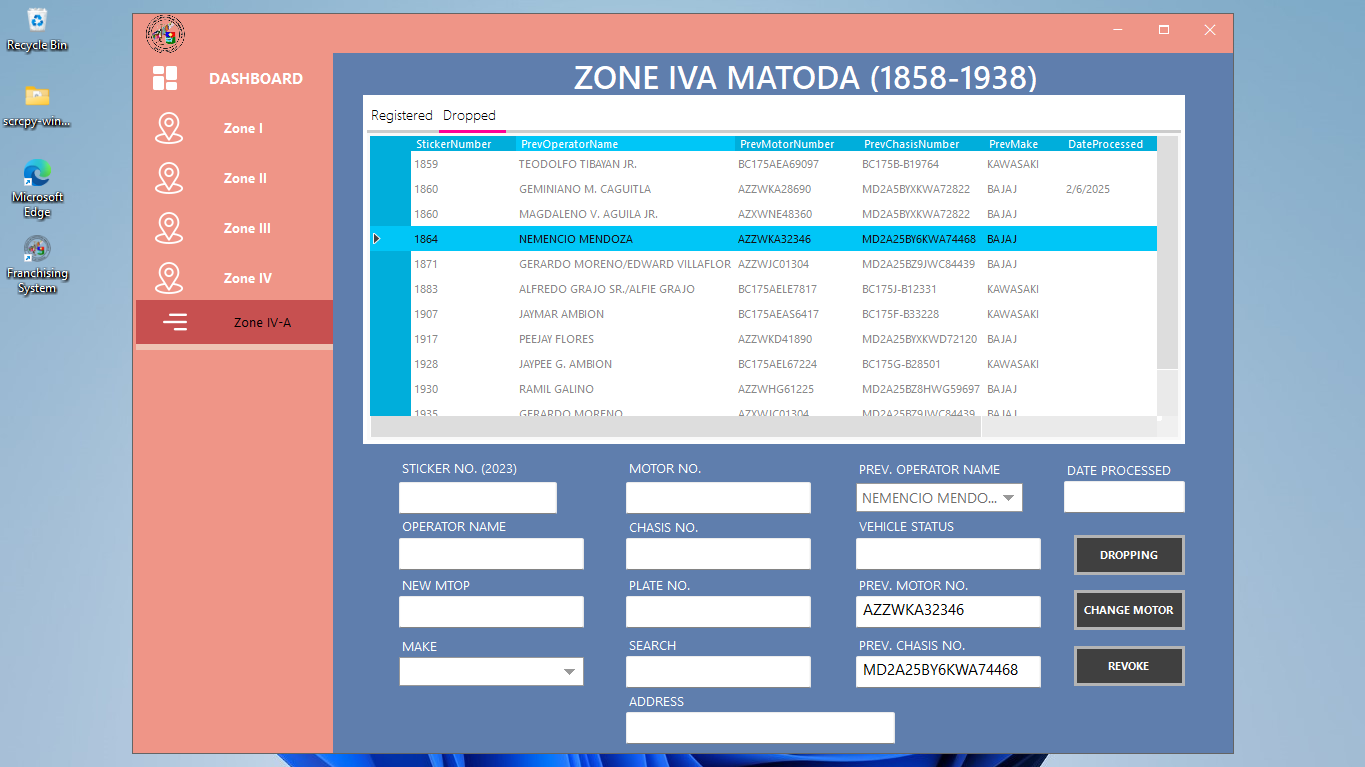 Recycle Bin
scrcpy-win...
Microsoft
Edge
Franchising
System
DASHBOARD
Zone I
Zone II
Zone III
Zone IV
Zone IV-A
ZONE IVA MATODA (1858-1938)
Registered Dropped
StickerNumber PrevOperatorName PrevMotorNumber PrevChasisNumber PrevMake DateProcessed
1859 TEODOLFO TIBAYAN JR. BC175AEA69097 BC175B-B19764 KAWASAKI
1860 GEMINIANO M. CAGUITLA AZZWKA28690 MD2A5BYXKWA72822 BAJAJ 2/6/2025
1860 MAGDALENO V. AGUILA JR. AZXWNE48360 MD2A5BYXKWA72822 BAJAJ
1864 NEMENCIO MENDOZA AZZWKA32346 MD2A25BY6KWA74468 BAJAJ
1871 GERARDO MORENO/EDWARD VILLAFLOR AZZWJC01304 MD2A25BZ9JWC84439 BAJAJ
1883 ALFREDO GRAJO SR./ALFIE GRAJO BC175AELE7817 BC175J-B12331 KAWASAKI
1907 JAYMAR AMBION BC175AEAS6417 BC175F-B33228 KAWASAKI
1917 PEEJAY FLORES AZZWKD41890 MD2A25BYXKWD72120 BAJAJ
1928 JAYPEE G. AMBION BC175AEL67224 BC175G-B28501 KAWASAKI
1930 RAMIL GALINO AZZWHG61225 MD2A25BZ8HWG59697 BAJAJ
1935 GERARDO MORENO AZXWJC01304 MD2A25BZ9JWC84439 BAJAJ
STICKER NO. (2023) MOTOR NO. PREV. OPERATOR NAME DATE PROCESSED
NEMENCIO MENDO...
OPERATOR NAME CHASIS NO. VEHICLE STATUS
DROPPING
NEW MTOP PLATE NO. PREV. MOTOR NO.
AZZWKA32346 CHANGE MOTOR
MAKE SEARCH PREV. CHASIS NO.
MD2A25BY6KWA74468 REVOKE
ADDRESS